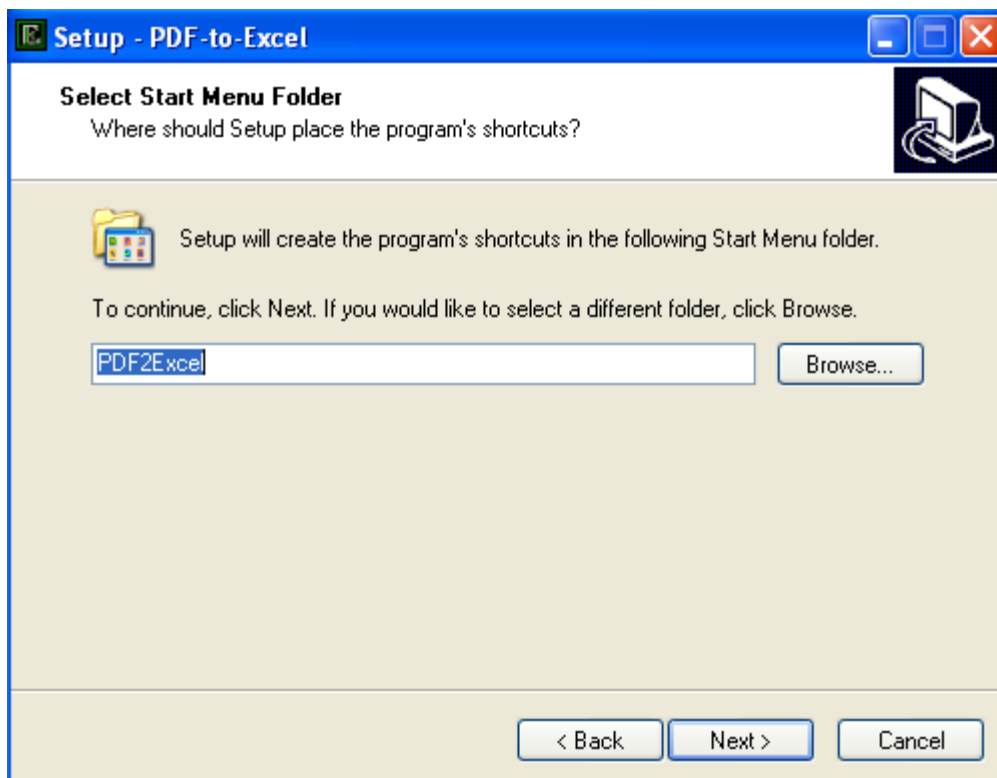 Setup - PDF-to-Excel
Select Start Menu Folder
Where should Setup place the program's shortcuts?
Setup will create the program's shortcuts in the following Start Menu folder.
To continue, click Next. If you would like to select a different folder, click Browse.
PDF2Excel
Browse...
< Back
Next >
Cancel